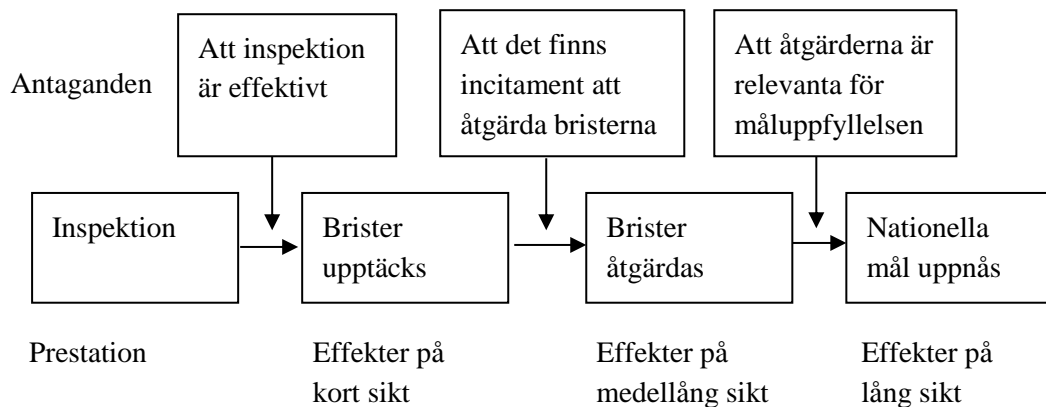 Antaganden
Att inspektion
är effektivt
Att det finns
incitament att
åtgärda bristerna
Att åtgärderna är
relevanta för
måluppfyllelsen
Inspektion
Brister
upptäcks
Brister
åtgärdas
Nationella
mål uppnås
Prestation
Effekter på
kort sikt
Effekter på
medellång sikt
Effekter på
lång sikt